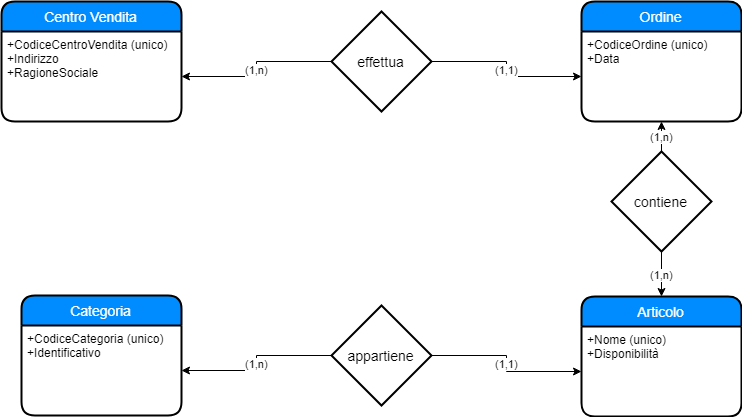 Centro Vendita
+CodiceCentroVendita (unico)
+Indirizzo
+RagioneSociale
(1,n)
effettua
(1,1)
Ordine
+CodiceOrdine (unico)
+Data
(1,n)
contiene
(1,n)
Categoria
+CodiceCategoria (unico)
+Identificativo
(1,n)
appartiene
(1,1)
Articolo
+Nome (unico)
+Disponibilità